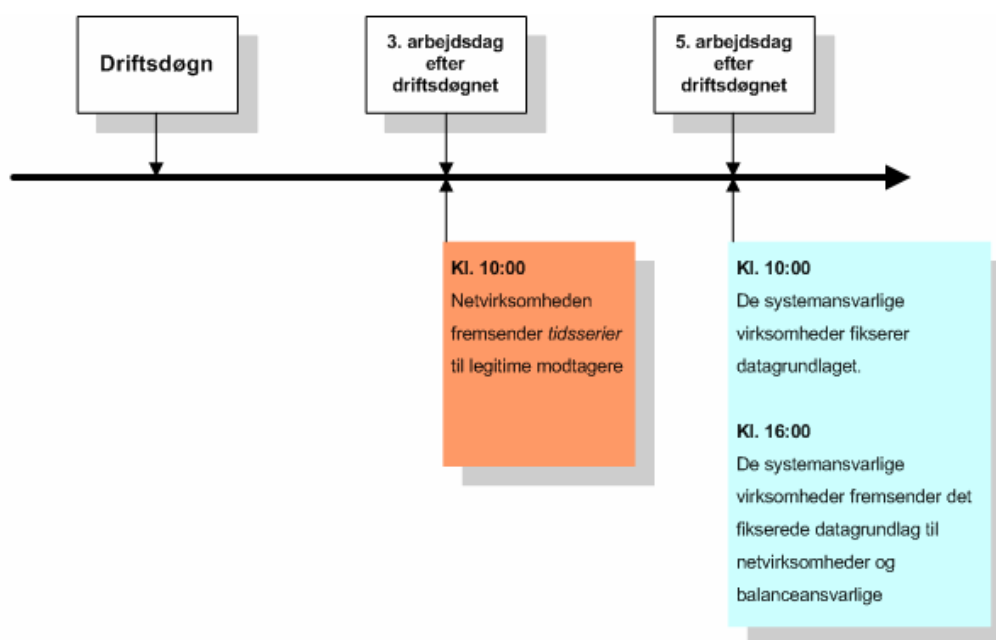 Driftsdøgn
3. arbejdsdag
efter
driftsdøgnet
5. arbejdsdag
efter
driftsdøgnet
Kl. 10:00
Netvirksomheden
fremsender tidsserier
til legitime modtagere
Kl. 10:00
De systemansvarlige
virksomheder fikserer
datagrundlaget.
Kl. 16:00
De systemansvarlige
virksomheder fremsender det
fikserede datagrundlag til
netvirksomheder og
balanceansvarlige